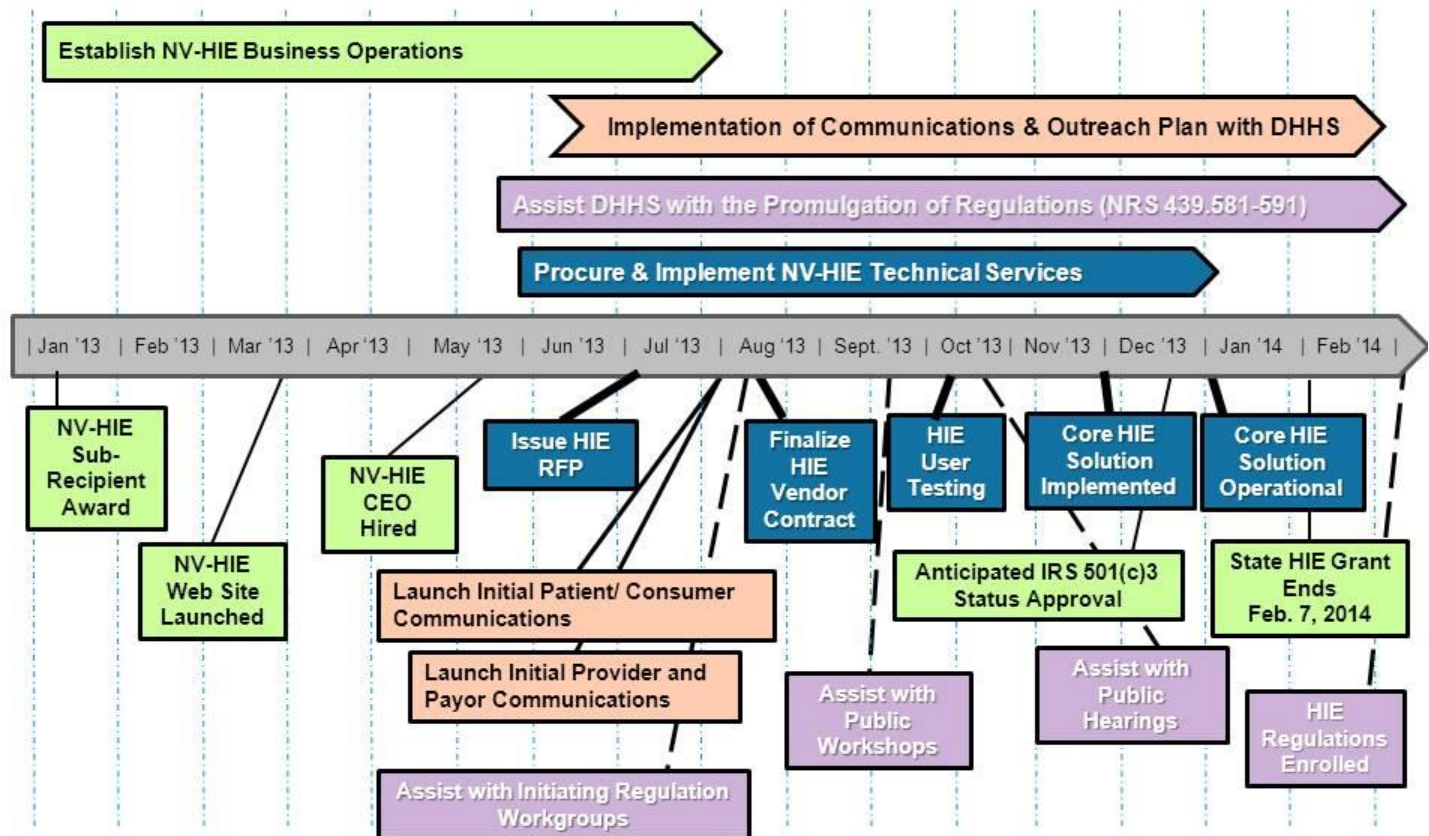 Establish NV-HIE Business Operations
Implementation of Communications & Outreach Plan with DHHS
Assist DHHS with the Promulgation of Regulations (NRS 439.581-591)
Procure & Implement NV-HIE Technical Services
| Jan '13 | Feb '13 | Mar '13 | Apr '13 | May '13 | Jun '13 | Jul '13 | Aug '13 | Sept. '13 | Oct '13 | Nov '13 | Dec '13 | Jan '14 | Feb '14 |
NV-HIE
Sub-
Recipient
Award
NV-HIE
Web Site
Launched
NV-HIE
CEO
Hired
Issue HIE
RFP
Launch Initial Patient/ Consumer
Communications
Launch Initial Provider and
Payor Communications
Assist with Initiating Regulation
Workgroups
Finalize
HIE
Vendor
Contract
Assist with
Public
Workshops
HIE
User
Testing
Core HIE
Solution
Implemented
Anticipated IRS 501(c)3
Status Approval
Assist with
Public
Hearings
Core HIE
Solution
Operational
State HIE Grant
Ends
Feb. 7, 2014
HIE
Regulations
Enrolled